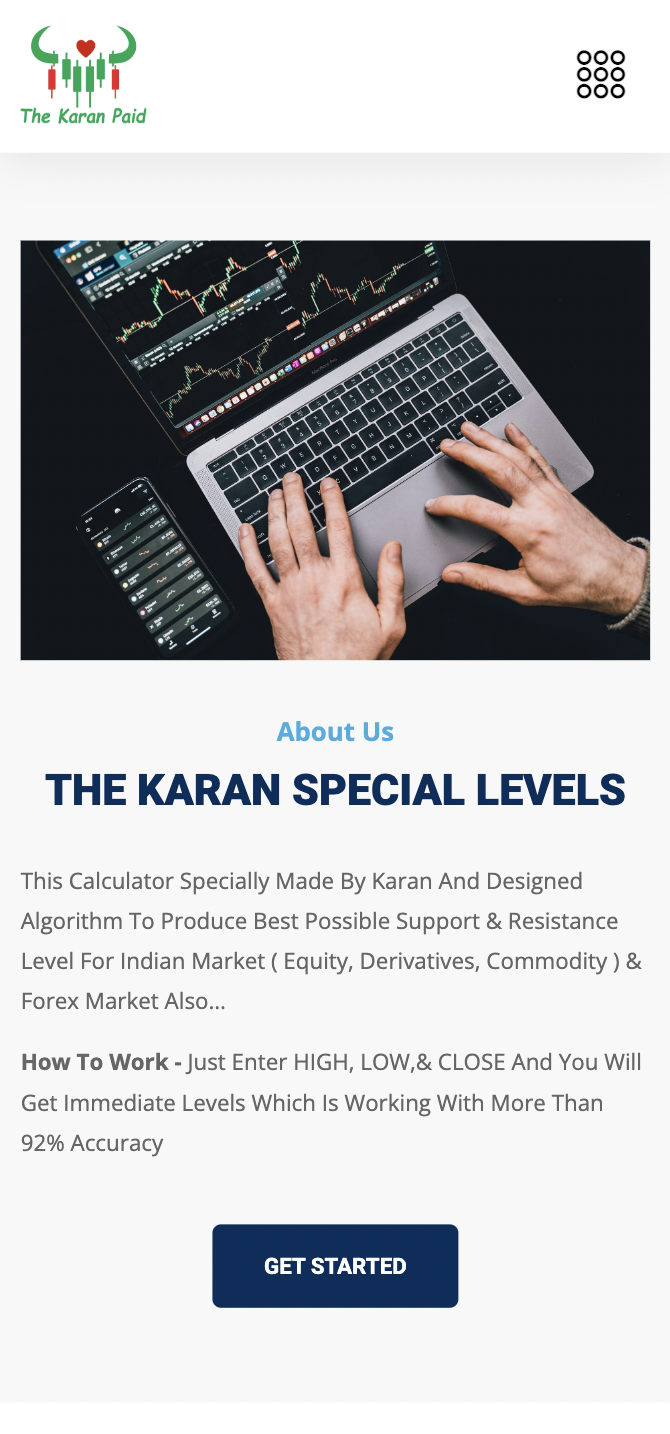 The Karan Paid
About Us
THE KARAN SPECIAL LEVELS
This Calculator Specially Made By Karan And Designed
Algorithm To Produce Best Possible Support & Resistance
Level For Indian Market ( Equity, Derivatives, Commodity ) &
Forex Market Also...
How To Work - Just Enter HIGH, LOW,& CLOSE And You Will
Get Immediate Levels Which Is Working With More Than
92% Accuracy
GET STARTED